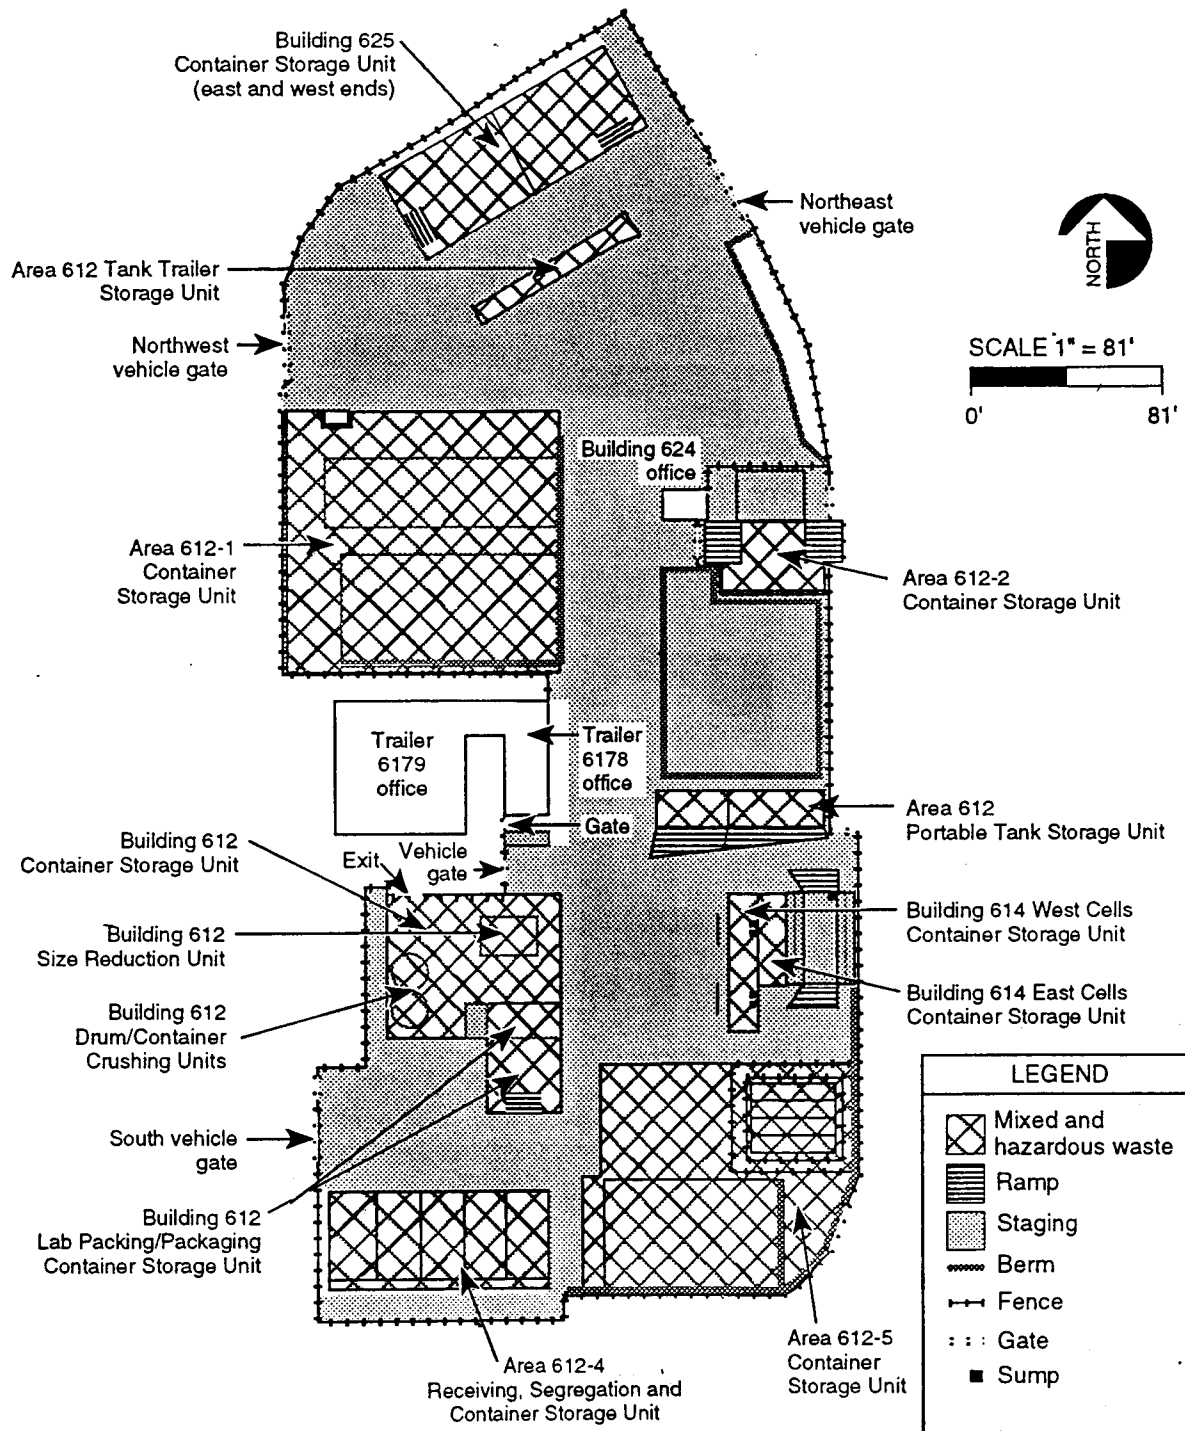 Building 625
Container Storage Unit
(east and west ends)
Northeast
vehicle gate
NORTH
Area 612 Tank Trailer
Storage Unit
Northwest
vehicle gate
SCALE 1" = 81'
0'
81'
Building 624
office
Area 612-1
Container
Storage Unit
Area 612-2
Container Storage Unit
Trailer
6179
office
Trailer
6178
office
Area 612
Portable Tank Storage Unit
Gate
Building 612
Container Storage Unit
Exit
Vehicle
gate
Building 612
Size Reduction Unit
Building 614 West Cells
Container Storage Unit
Building 614 East Cells
Container Storage Unit
Building 612
Drum/Container
Crushing Units
South vehicle
gate
Building 612
Lab Packing/Packaging
Container Storage Unit
Area 612-4
Receiving, Segregation and
Container Storage Unit
Area 612-5
Container
Storage Unit
LEGEND
Mixed and
hazardous waste
Ramp
Staging
Berm
Fence
Gate
Sump